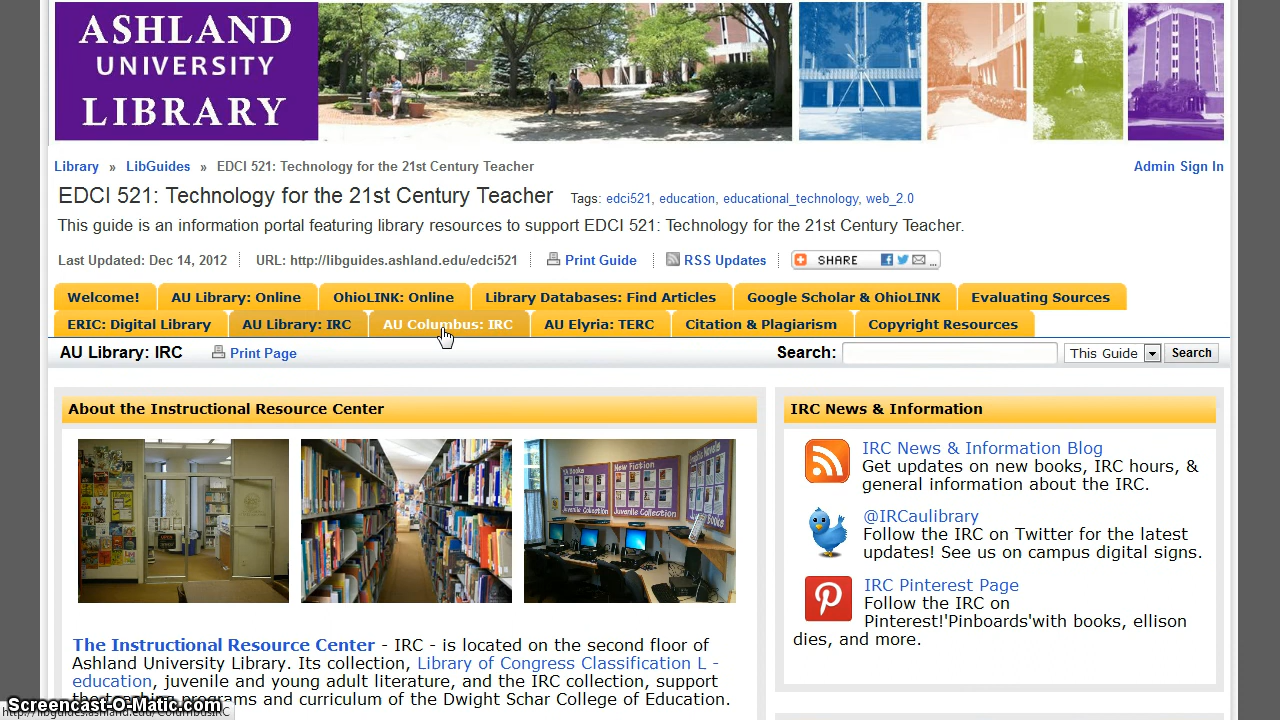 ASHLAND
UNIVERSITY
LIBRARY
Library » LibGuides » EDCI 521: Technology for the 21st Century Teacher Admin Sign In
EDCI 521: Technology for the 21st Century Teacher Tags: edci521, education, educational_technology, web_2.0
This guide is an information portal featuring library resources to support EDCI 521: Technology for the 21st Century Teacher.
Last Updated: Dec 14, 2012 URL: http://libguides.ashland.edu/edci521 Print Guide RSS Updates SHARE ...
Welcome! AU Library: Online OhioLINK: Online Library Databases: Find Articles Google Scholar & OhioLINK Evaluating Sources
ERIC: Digital Library AU Library: IRC AU Columbus: IRC AU Elyria: TERC Citation & Plagiarism Copyright Resources
AU Library: IRC Print Page Search: This Guide Search
About the Instructional Resource Center
New Fiction
Juvenile Collection
The Instructional Resource Center - IRC - is located on the second floor of
Ashland University Library. Its collection, Library of Congress Classification L -
education, juvenile and young adult literature, and the IRC collection, support
the teaching programs and curriculum of the Dwight Schar College of Education.
IRC News & Information
IRC News & Information Blog
Get updates on new books, IRC hours, &
general information about the IRC.
@IRCaulibrary
Follow the IRC on Twitter for the latest
updates! See us on campus digital signs.
IRC Pinterest Page
Follow the IRC on
Pinterest!'Pinboards'with books, ellison
dies, and more.
Screencast-O-Matic.com